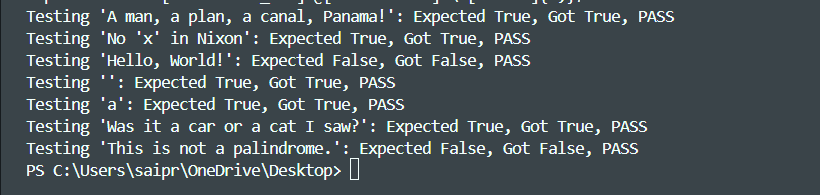 Testing 'A man, a plan, a canal, Panama!': Expected True, Got True, PASS
Testing 'No 'x' in Nixon': Expected True, Got True, PASS
Testing 'Hello, World!': Expected False, Got False, PASS
Testing '': Expected True, Got True, PASS
Testing 'a': Expected True, Got True, PASS
Testing 'Was it a car or a cat I saw?': Expected True, Got True, PASS
Testing 'This is not a palindrome.': Expected False, Got False, PASS
PS C:\Users\saipr\OneDrive\Desktop>